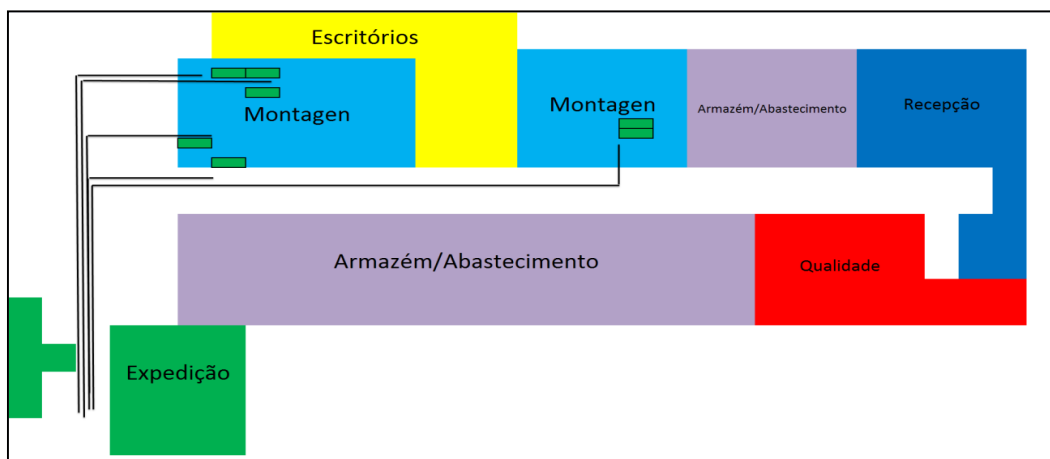 Escritórios
Montagen
Montagen
Armazém/Abastecimento
Recepção
Armazém/Abastecimento
Qualidade
Expedição